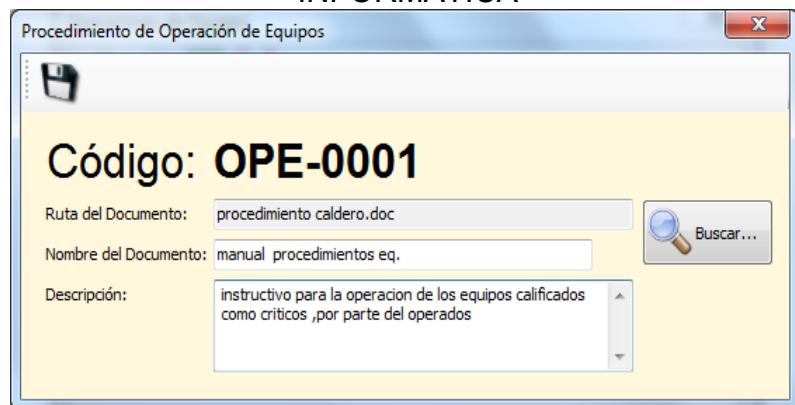 INFORMATICA
Procedimiento de Operación de Equipos
Código: OPE-0001
Ruta del Documento: procedimiento caldero.doc
Buscar...
Nombre del Documento: manual procedimientos eq.
Descripción: instructivo para la operacion de los equipos calificados
como criticos ,por parte del operados